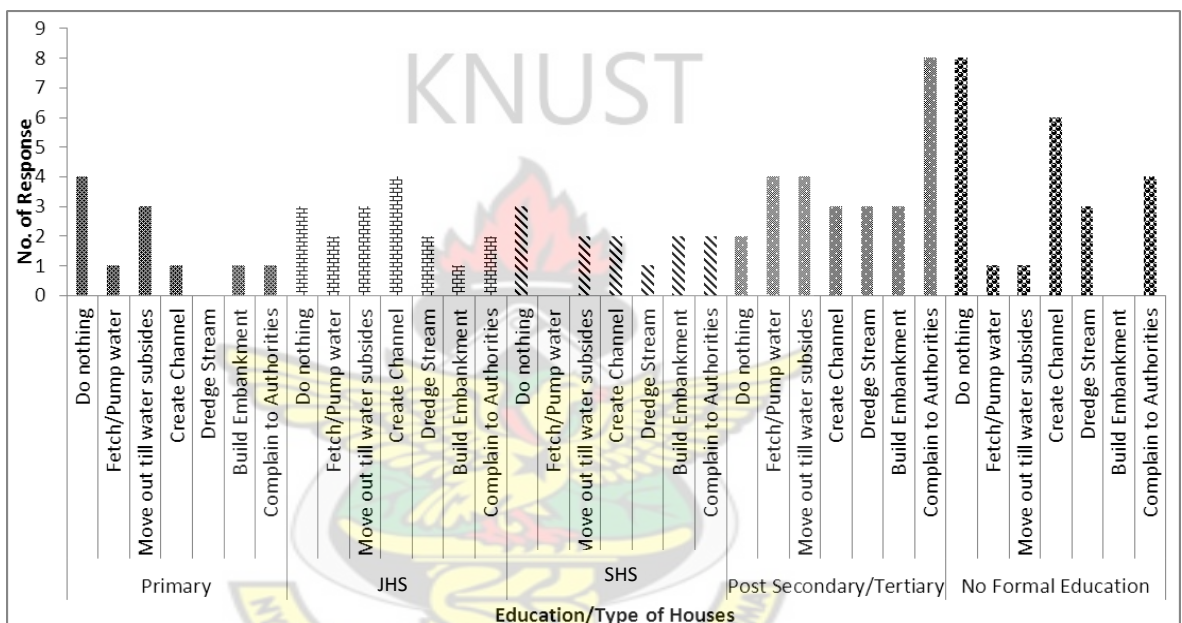 KNUST
9
8
7
6
5
4
3
2
1
0
No. of Response
Do nothing
Fetch/Pump water
Move out till water subsides
Create Channel
Dredge Stream
Build Embankment
Complain to Authorities
Do nothing
Fetch/Pump water
Move out till water subsides
Create Channel
Dredge Stream
Build Embankment
Complain to Authorities
Do nothing
Fetch/Pump water
Move out till water subsides
Create Channel
Dredge Stream
Build Embankment
Complain to Authorities
Do nothing
Fetch/Pump water
Move out till water subsides
Create Channel
Dredge Stream
Build Embankment
Complain to Authorities
Do nothing
Fetch/Pump water
Move out till water subsides
Create Channel
Dredge Stream
Build Embankment
Complain to Authorities
Primary
JHS
SHS
Post Secondary/Tertiary
No Formal Education
Education/Type of Houses